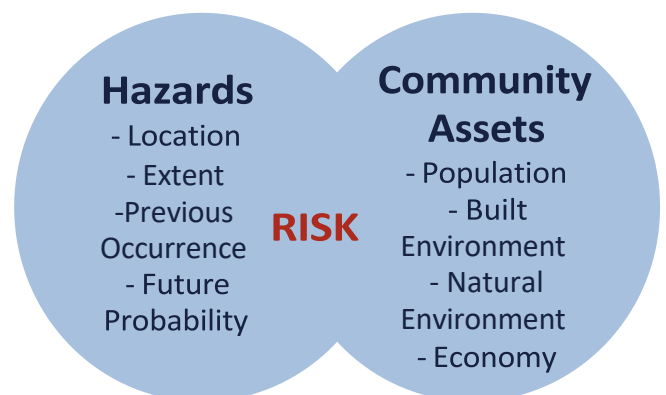 Hazards
- Location
- Extent
-Previous
Occurrence
- Future
Probability
RISK
Community
Assets
- Population
- Built
Environment
- Natural
Environment
- Economy